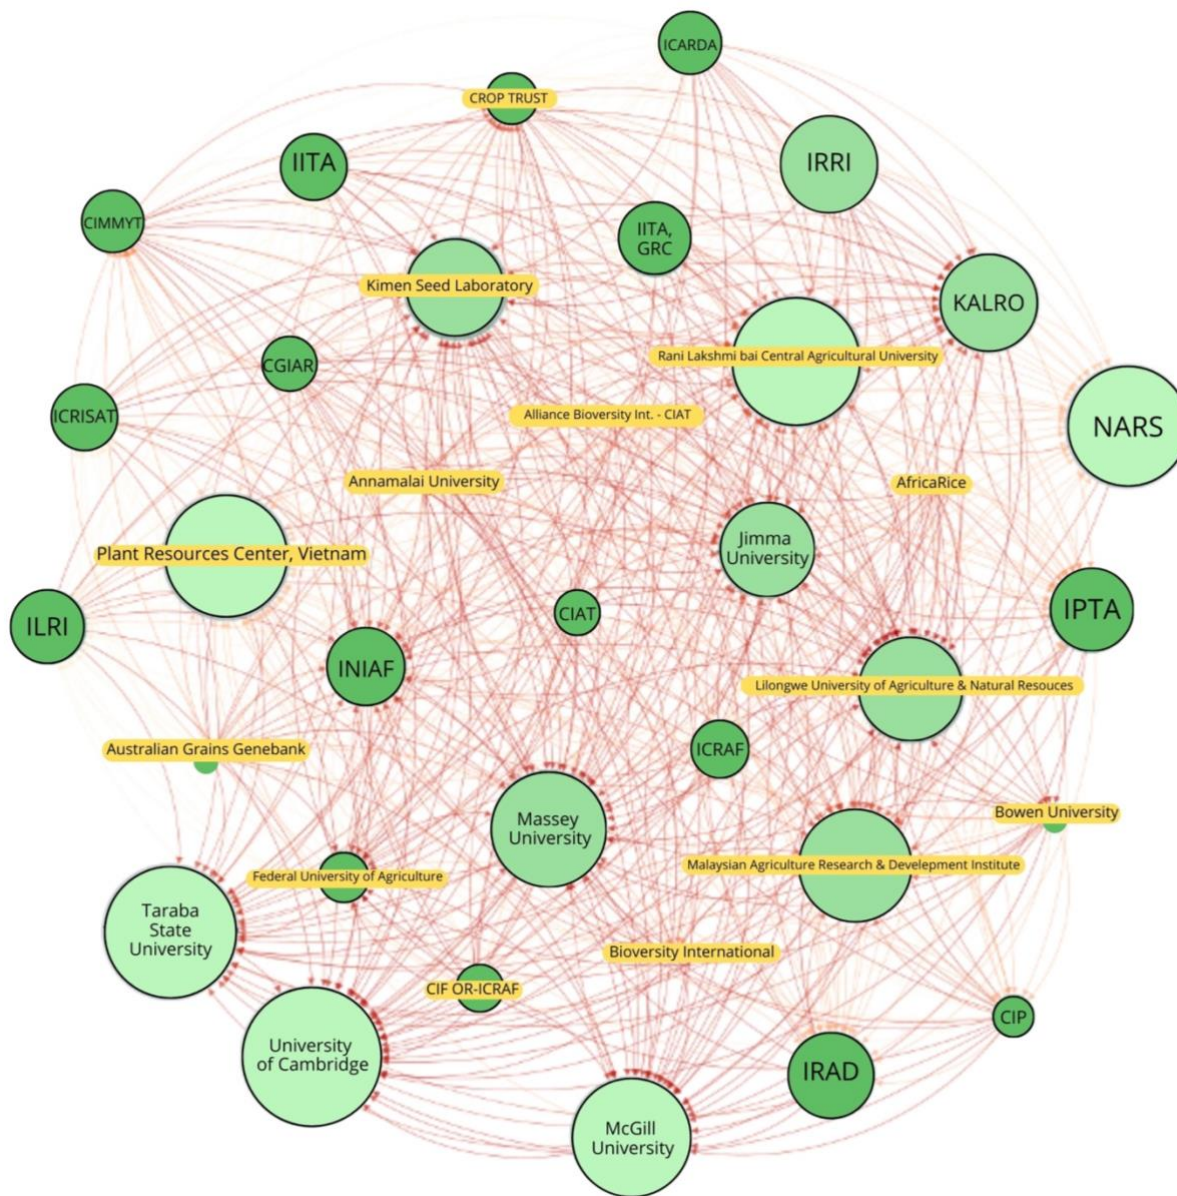 ICARDA
CROP TRUST
IITA
IRRI
CIMMYT
IITA,
GRC
Kimen Seed Laboratory
KALRO
CGIAR
Rani Lakshmi bai Central Agricultural University
ICRISAT
Alliance Bioversity Int. - CIAT
NARS
Annamalai University
AfricaRice
Plant Resources Center, Vietnam
Jimma
University
ILRI
CIAT
IPTA
INIAF
Lilongwe University of Agriculture & Natural Resouces
Australian Grains Genebank
ICRAF
Bowen University
Massey
University
Malaysian Agriculture Research & Develepment Institute
Federal University of Agriculture
Taraba
State
University
Bioversity International
CIF OR-ICRAF
CIP
University
of Cambridge
IRAD
McGill
University